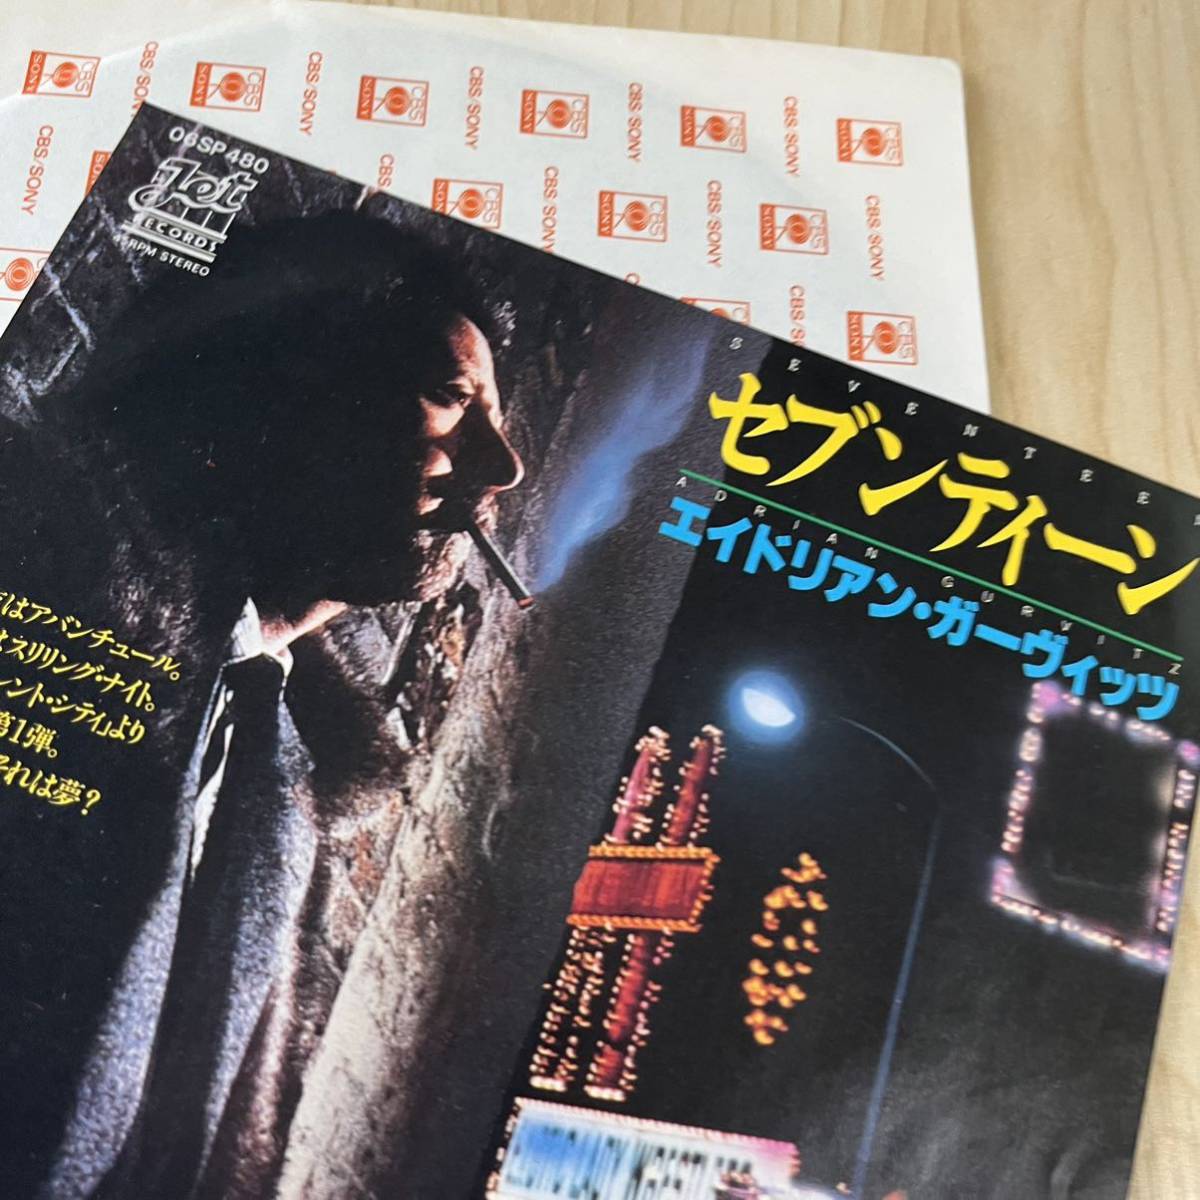 CBS SONY
CBS/SONY
06SP 480
Jet
RECORDS
45RPM STEREO
SEVENTEE
セブンティーン
ADRIAN GURVITZ
エイドリアン・ガーヴィッツ
はアバンチュール。
スリリング・ナイト。
ント・シティ」より
第1弾。
それは夢?